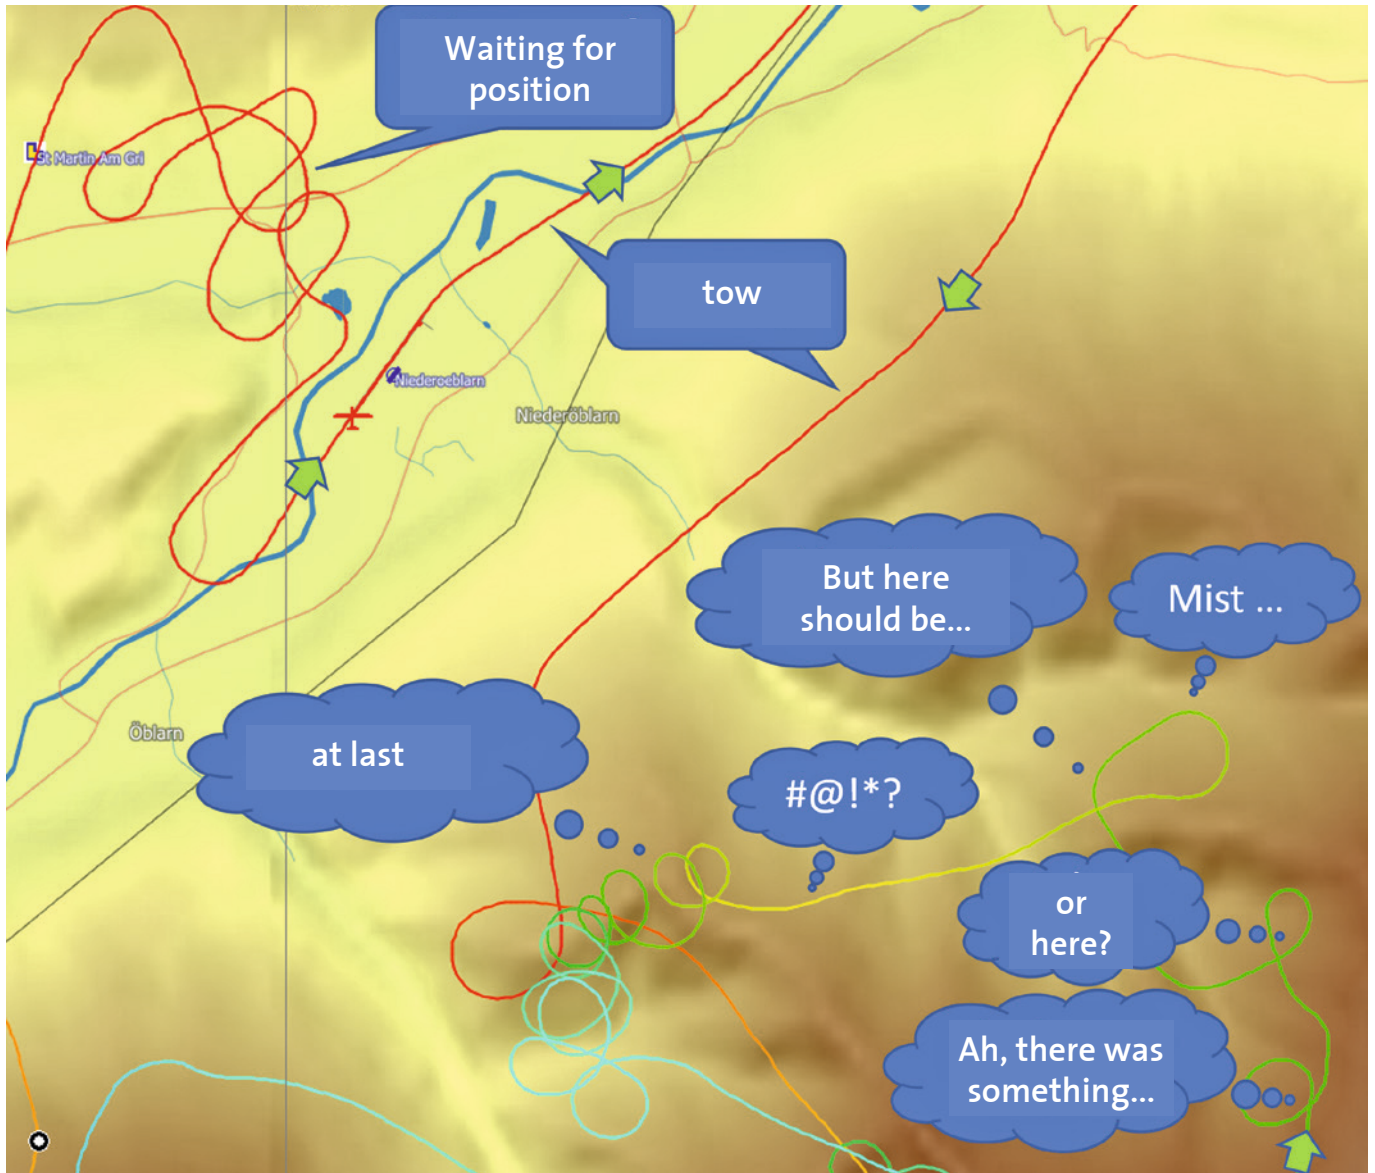 Waiting for
position
St Martin Am Gri
tow
Niederoeblarn
Niederöblarn
But here
should be...
Mist ...
at last
Öblarn
#@!*?
or
here?
Ah, there was
something...